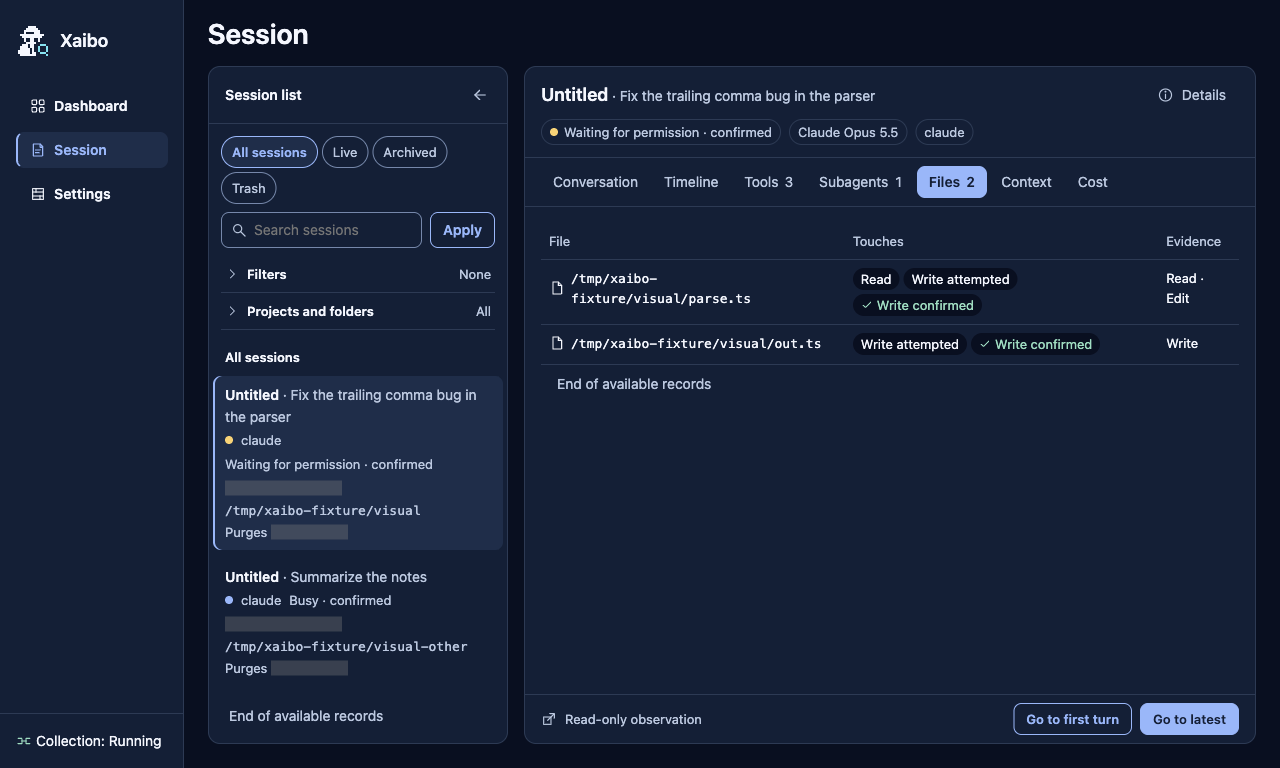 Xaibo
Dashboard
Session
Settings
Collection: Running
Session
Session list
All sessions
Live
Archived
Trash
Search sessions
Apply
Filters
None
Projects and folders
All
All sessions
Untitled · Fix the trailing comma bug in
the parser
claude
Waiting for permission · confirmed
/tmp/xaibo-fixture/visual
Purges
Untitled · Summarize the notes
claude Busy · confirmed
/tmp/xaibo-fixture/visual-other
Purges
End of available records
Untitled · Fix the trailing comma bug in the parser
Details
Waiting for permission · confirmed
Claude Opus 5.5
claude
Conversation
Timeline
Tools 3
Subagents 1
Files 2
Context
Cost
File
Touches
Evidence
/tmp/xaibo-
fixture/visual/parse.ts
Read
Write attempted
✓ Write confirmed
Read ·
Edit
/tmp/xaibo-fixture/visual/out.ts
Write attempted
✓ Write confirmed
Write
End of available records
Read-only observation
Go to first turn
Go to latest